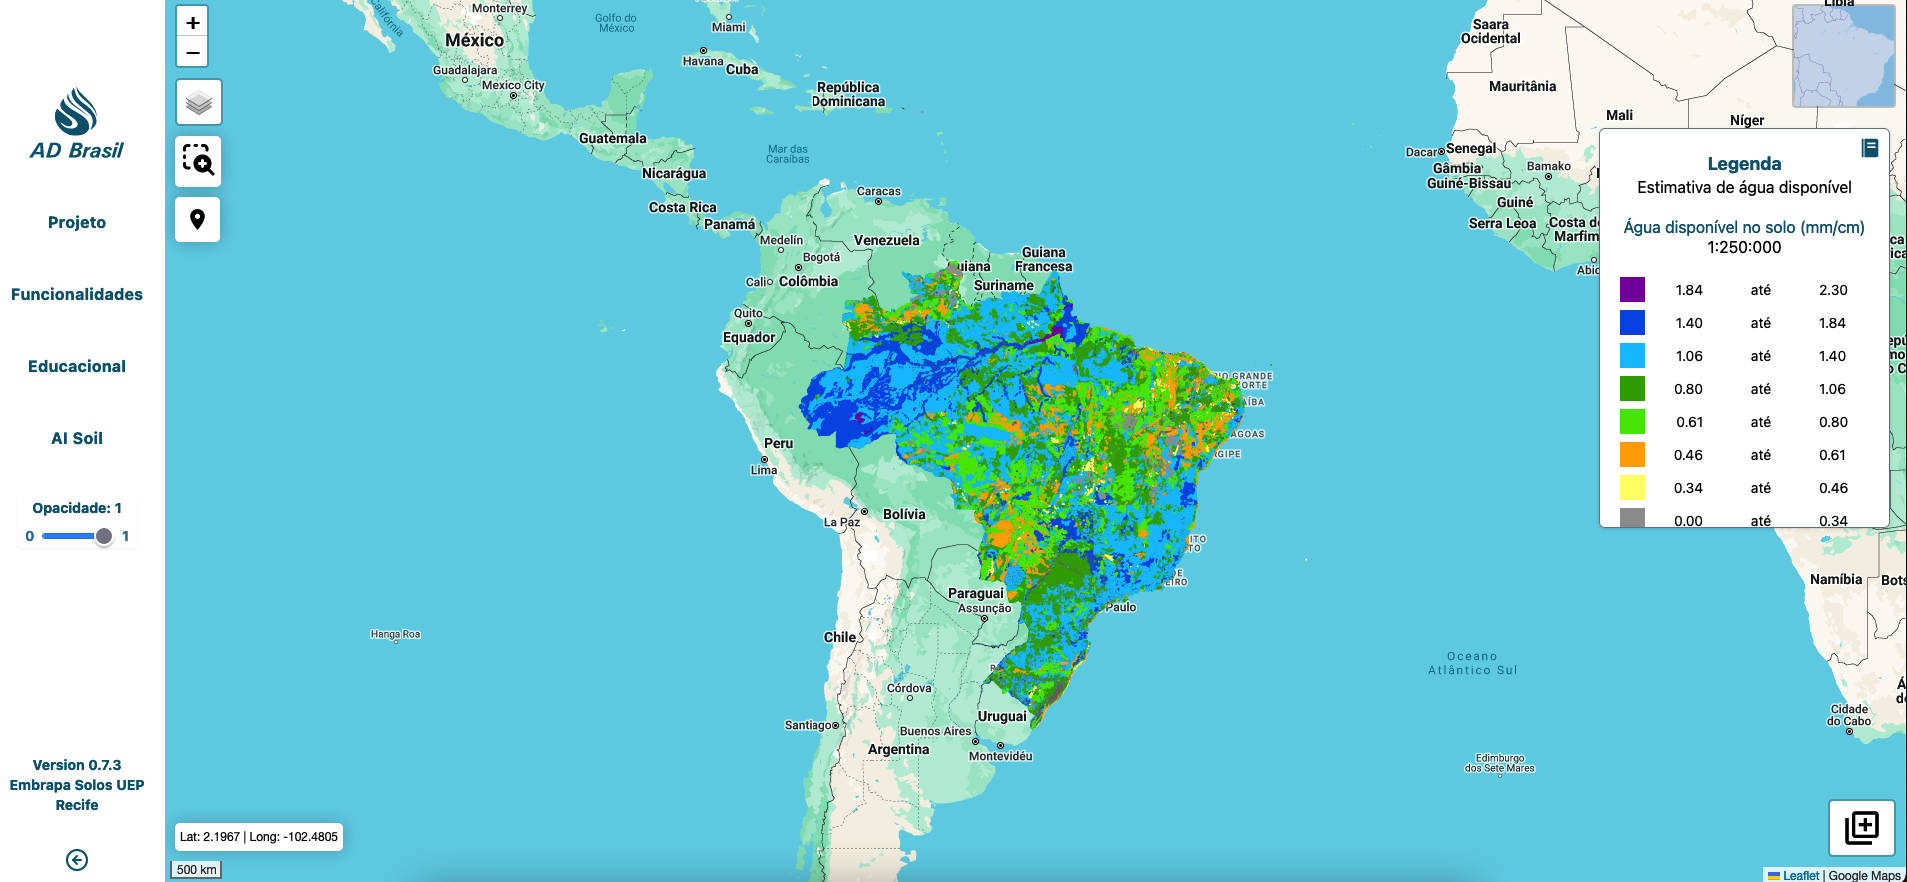 AD Brasil
Projeto
Funcionalidades
Educacional
AI Soil
Opacidade: 1
0
1
Version 0.7.3
Embrapa Solos UEP
Recife
+
−
Monterrey
México
Guadalajara
Mexico City
Golfo do
México
Miami
Havana
Cuba
República
Dominicana
Guatemala
Mar das
Caraíbas
Nicarágua
Costa Rica
Panamá
Caracas
Medellín
Venezuela
Bogotá
Cali
Colômbia
Guiana
Francesa
Suriname
Quito
Equador
Peru
Lima
La Paz
Bolívia
Paraguai
Assunção
Paulo
Chile
Hanga Roa
Córdova
Uruguai
Santiago
Buenos Aires
Argentina
Montevidéu
Oceano
Atlântico Sul
Edimburgo
dos Sete Mares
Saara
Ocidental
Mauritânia
Mali
Níger
Líbia
Dacar
Senegal
Gâmbia
Bamako
Guiné-Bissau
Guiné
Serra Leoa
Costa d
Marfim
Namíbia
Bots
Cidade
do Cabo
Legenda
Estimativa de água disponível
Água disponível no solo (mm/cm)
1:250:000
1.84 até 2.30
1.40 até 1.84
1.06 até 1.40
0.80 até 1.06
0.61 até 0.80
0.46 até 0.61
0.34 até 0.46
0.00 até 0.34
Lat: 2.1967 | Long: -102.4805
500 km
Leaflet | Google Maps